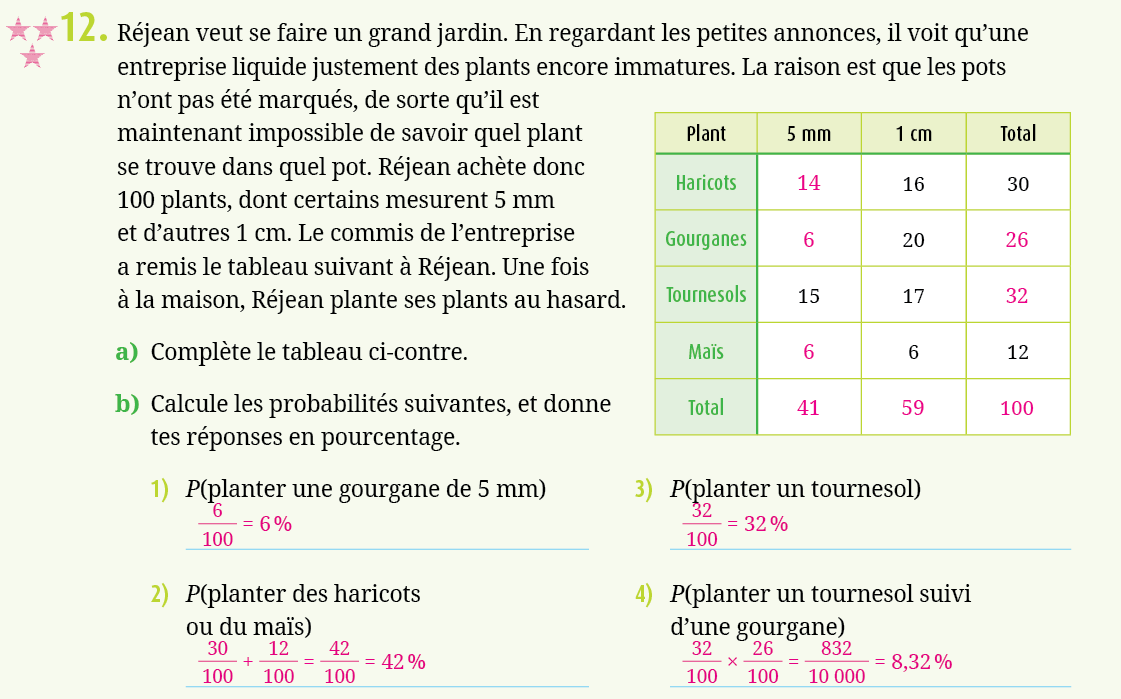 12. Réjean veut se faire un grand jardin. En regardant les petites annonces, il voit qu’une
entreprise liquide justement des plants encore immatures. La raison est que les pots
n’ont pas été marqués, de sorte qu’il est
maintenant impossible de savoir quel plant
se trouve dans quel pot. Réjean achète donc
100 plants, dont certains mesurent 5 mm
et d’autres 1 cm. Le commis de l’entreprise
a remis le tableau suivant à Réjean. Une fois
à la maison, Réjean plante ses plants au hasard.
Plant 5 mm 1 cm Total
Haricots 14 16 30
Gourganes 6 20 26
Tournesols 15 17 32
Maïs 6 6 12
Total 41 59 100
a) Complète le tableau ci-contre.
b) Calcule les probabilités suivantes, et donne
tes réponses en pourcentage.
1) P(planter une gourgane de 5 mm)
6/100 = 6 %
2) P(planter des haricots
ou du maïs)
30/100 + 12/100 = 42/100 = 42 %
3) P(planter un tournesol)
32/100 = 32 %
4) P(planter un tournesol suivi
d’une gourgane)
32/100 × 26/100 = 832/10 000 = 8,32 %